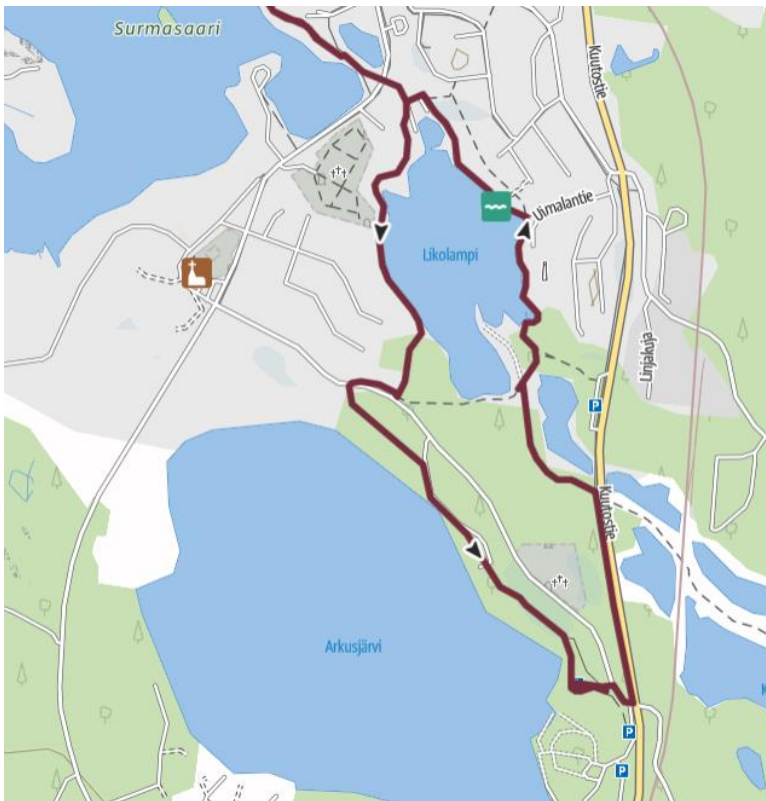 Surmasaari
Kuutostie
Uimalantie
Likolampi
Linjakuja
P
Kuutostie
Arkusjärvi
K
P
P